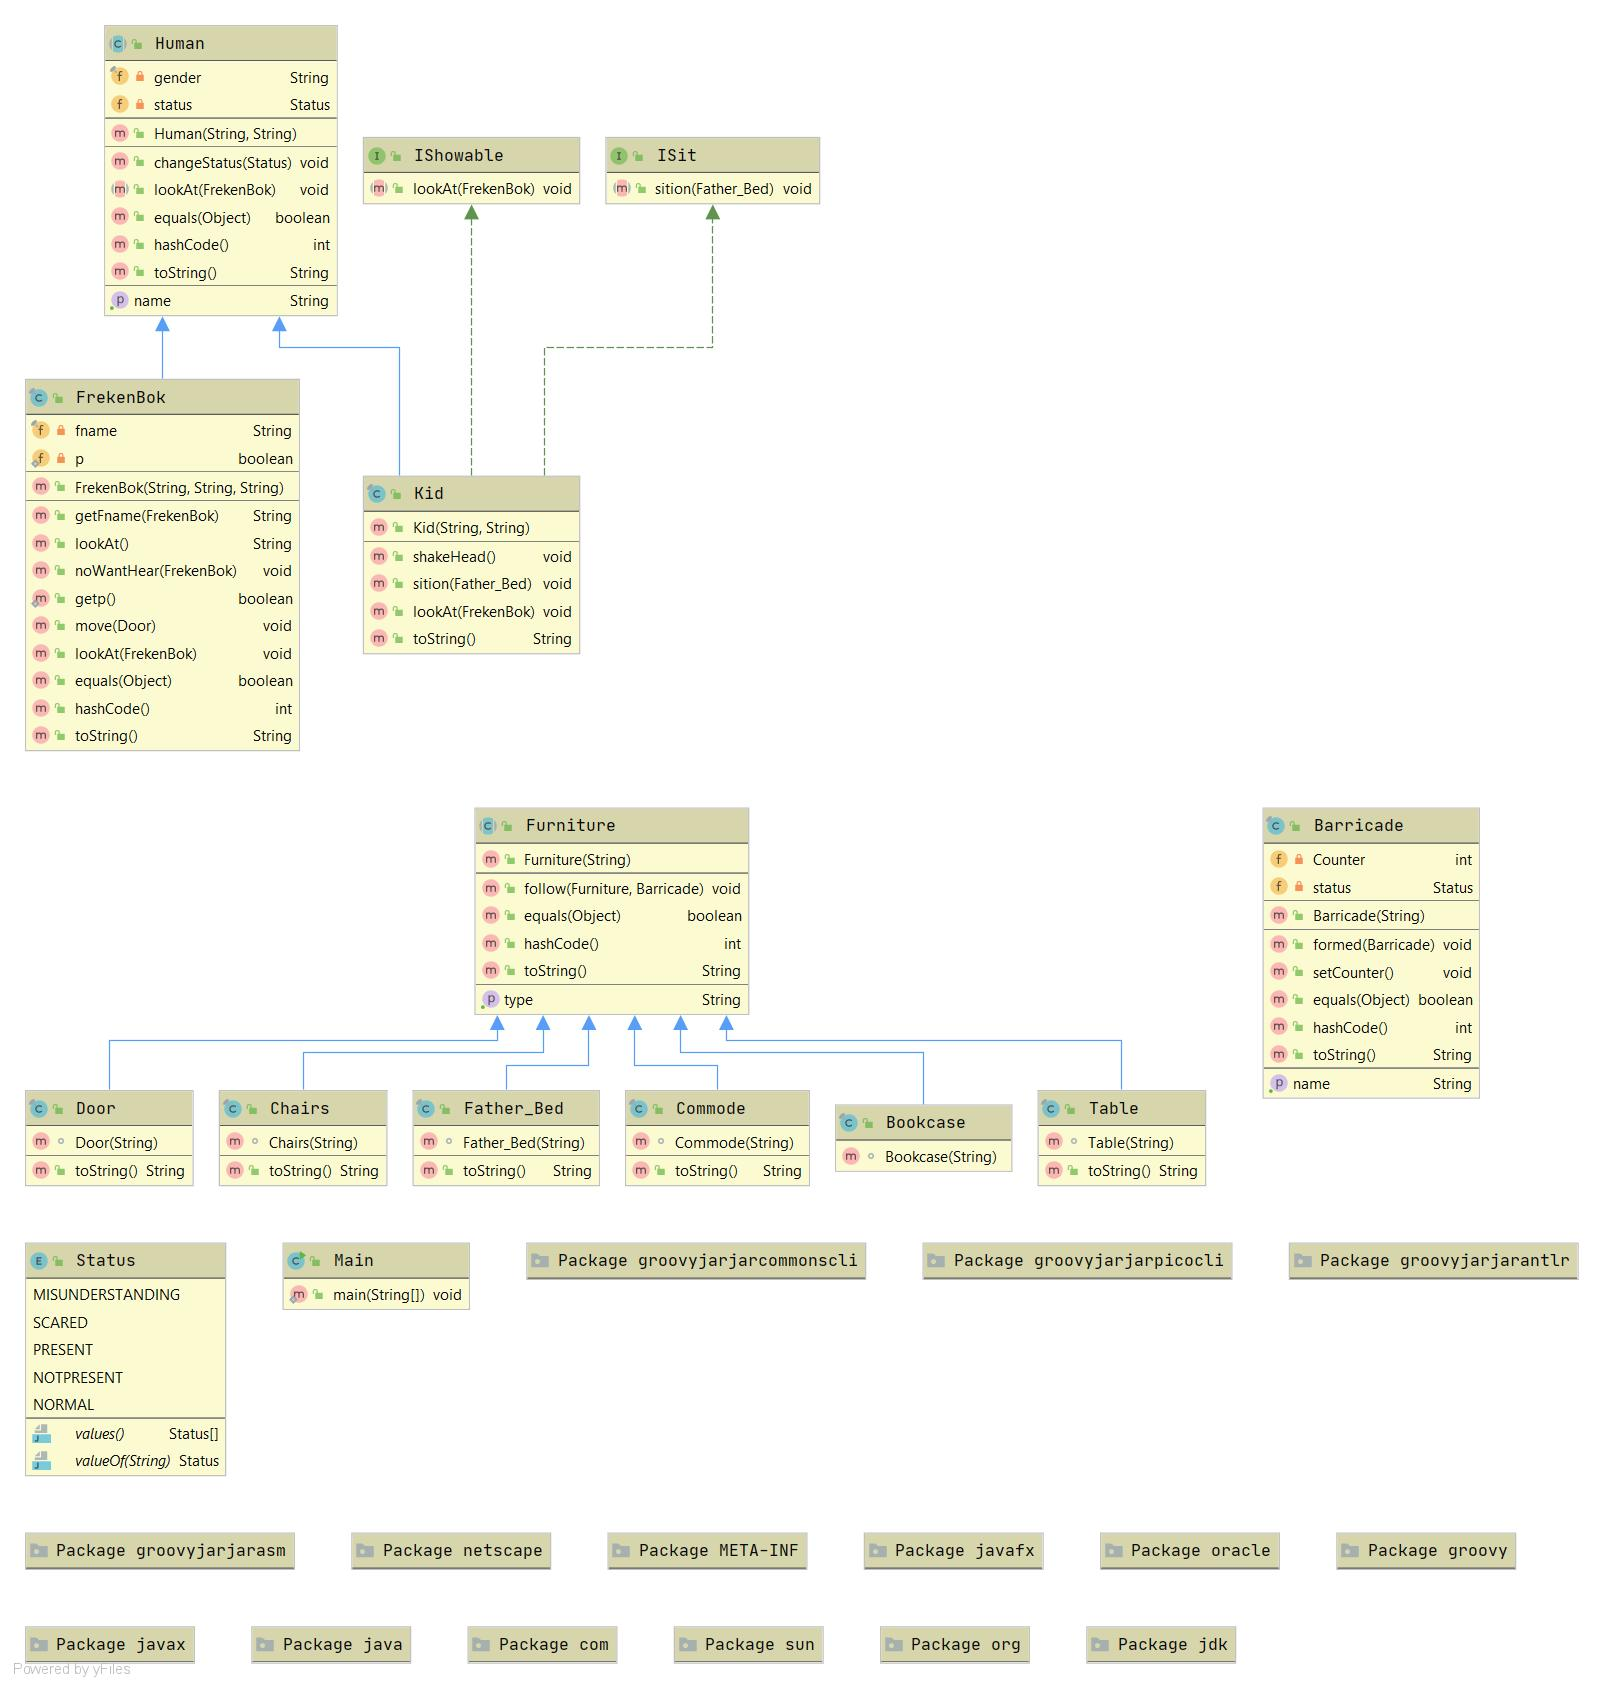 Human
gender String
status Status
Human(String, String)
changeStatus(Status) void
lookAt(FrekenBok) void
equals(Object) boolean
hashCode() int
toString() String
name String
IShowable
lookAt(FrekenBok) void
ISit
sition(Father_Bed) void
FrekenBok
fname String
p boolean
FrekenBok(String, String, String)
getFname(FrekenBok) String
lookAt() String
noWantHear(FrekenBok) void
getp() boolean
move(Door) void
lookAt(FrekenBok) void
equals(Object) boolean
hashCode() int
toString() String
Kid
Kid(String, String)
shakeHead() void
sition(Father_Bed) void
lookAt(FrekenBok) void
toString() String
Furniture
Furniture(String)
follow(Furniture, Barricade) void
equals(Object) boolean
hashCode() int
toString() String
type String
Barricade
Counter int
status Status
Barricade(String)
formed(Barricade) void
setCounter() void
equals(Object) boolean
hashCode() int
toString() String
name String
Door
Door(String)
toString() String
Chairs
Chairs(String)
toString() String
Father_Bed
Father_Bed(String)
toString() String
Commode
Commode(String)
toString() String
Bookcase
Bookcase(String)
Table
Table(String)
toString() String
Status
MISUNDERSTANDING
SCARED
PRESENT
NOTPRESENT
NORMAL
values() Status[]
valueOf(String) Status
Main
main(String[]) void
Package groovyjarjarcommonscli
Package groovyjarjarpicocli
Package groovyjarjarantlr
Package groovyjarjarasm
Package netscape
Package META-INF
Package javafx
Package oracle
Package groovy
Package javax
Package java
Package com
Package sun
Package org
Package jdk
Powered by yFiles